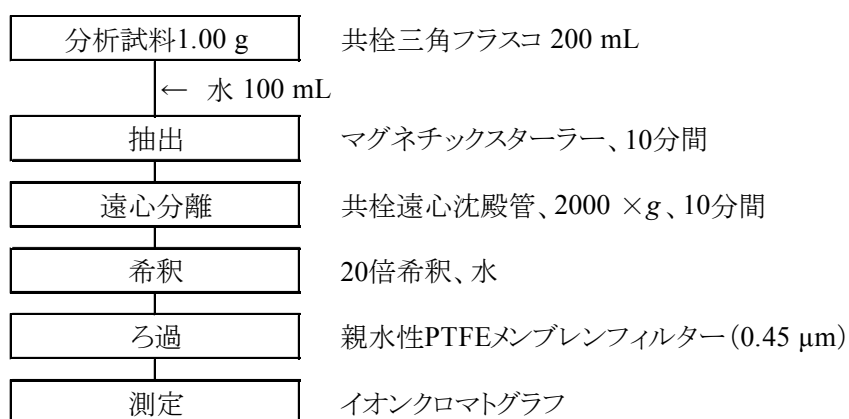 分析試料1.00 g 共栓三角フラスコ 200 mL
← 水 100 mL
抽出 マグネチックスターラー、10分間
遠心分離 共栓遠心沈殿管、2000 ×g、10分間
希釈 20倍希釈、水
ろ過 親水性PTFEメンブレンフィルター(0.45 µm)
測定 イオンクロマトグラフ